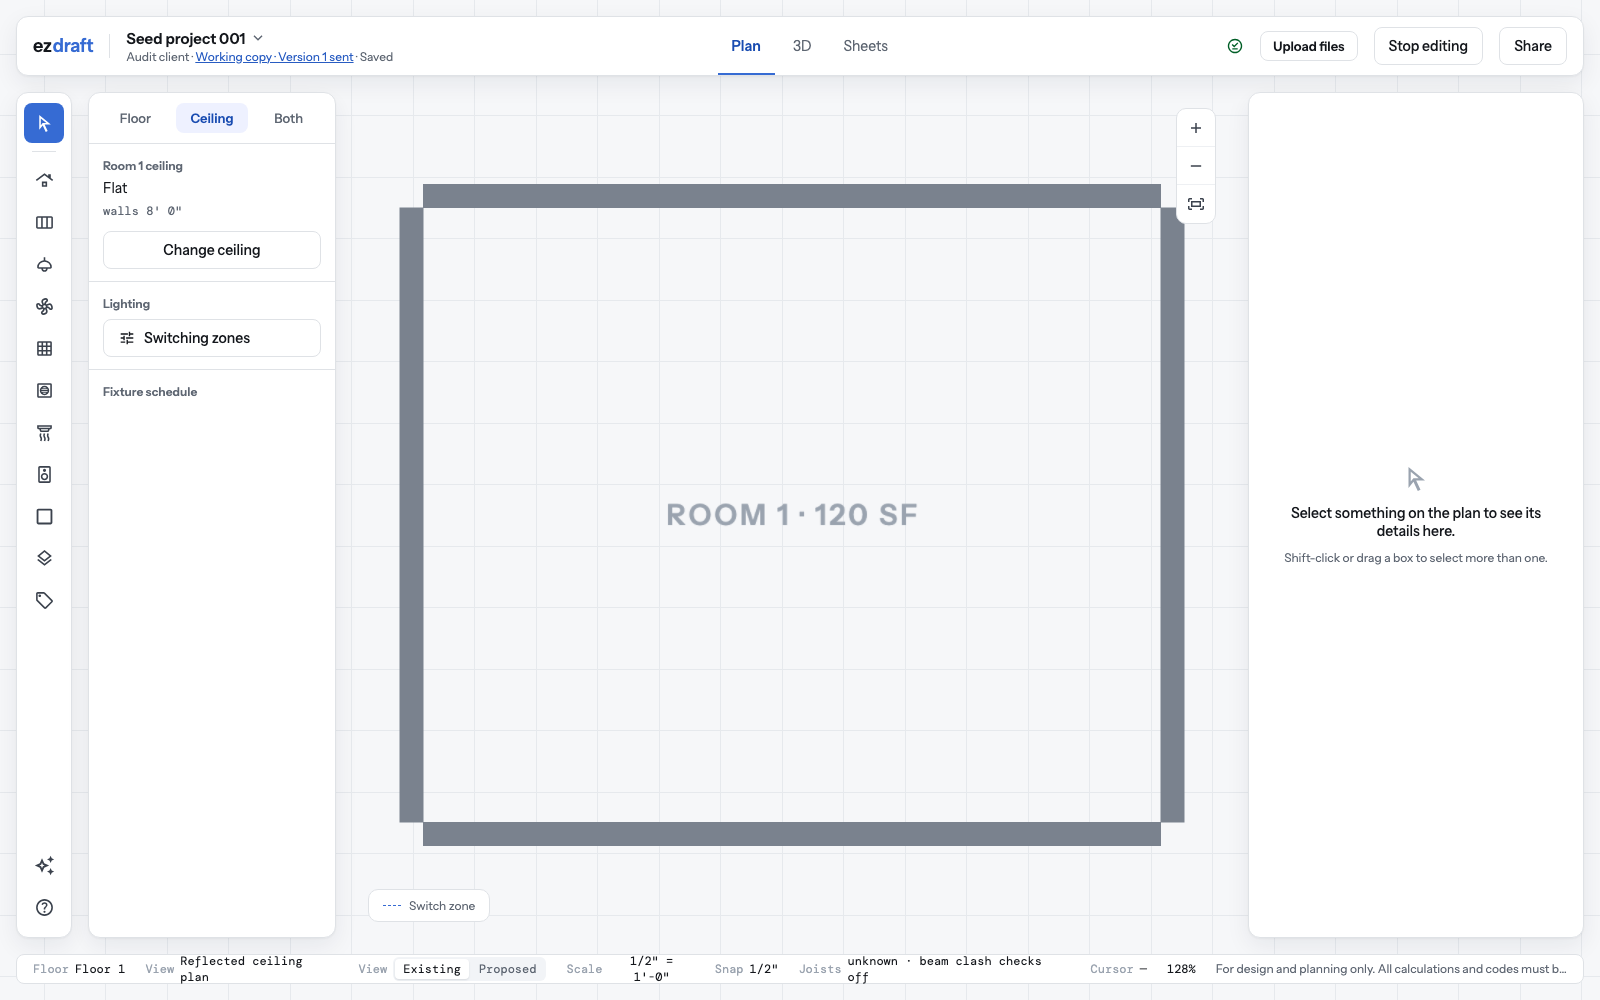 ezdraft
Seed project 001
Audit client · Working copy · Version 1 sent · Saved
Plan
3D
Sheets
Upload files
Stop editing
Share
Floor
Ceiling
Both
Room 1 ceiling
Flat
walls 8' 0"
Change ceiling
Lighting
Switching zones
Fixture schedule
ROOM 1 · 120 SF
Switch zone
Select something on the plan to see its
details here.
Shift-click or drag a box to select more than one.
Floor Floor 1
View Reflected ceiling
plan
View Existing Proposed
Scale 1/2" =
1'-0"
Snap 1/2"
Joists unknown · beam clash checks
off
Cursor —
128%
For design and planning only. All calculations and codes must b...